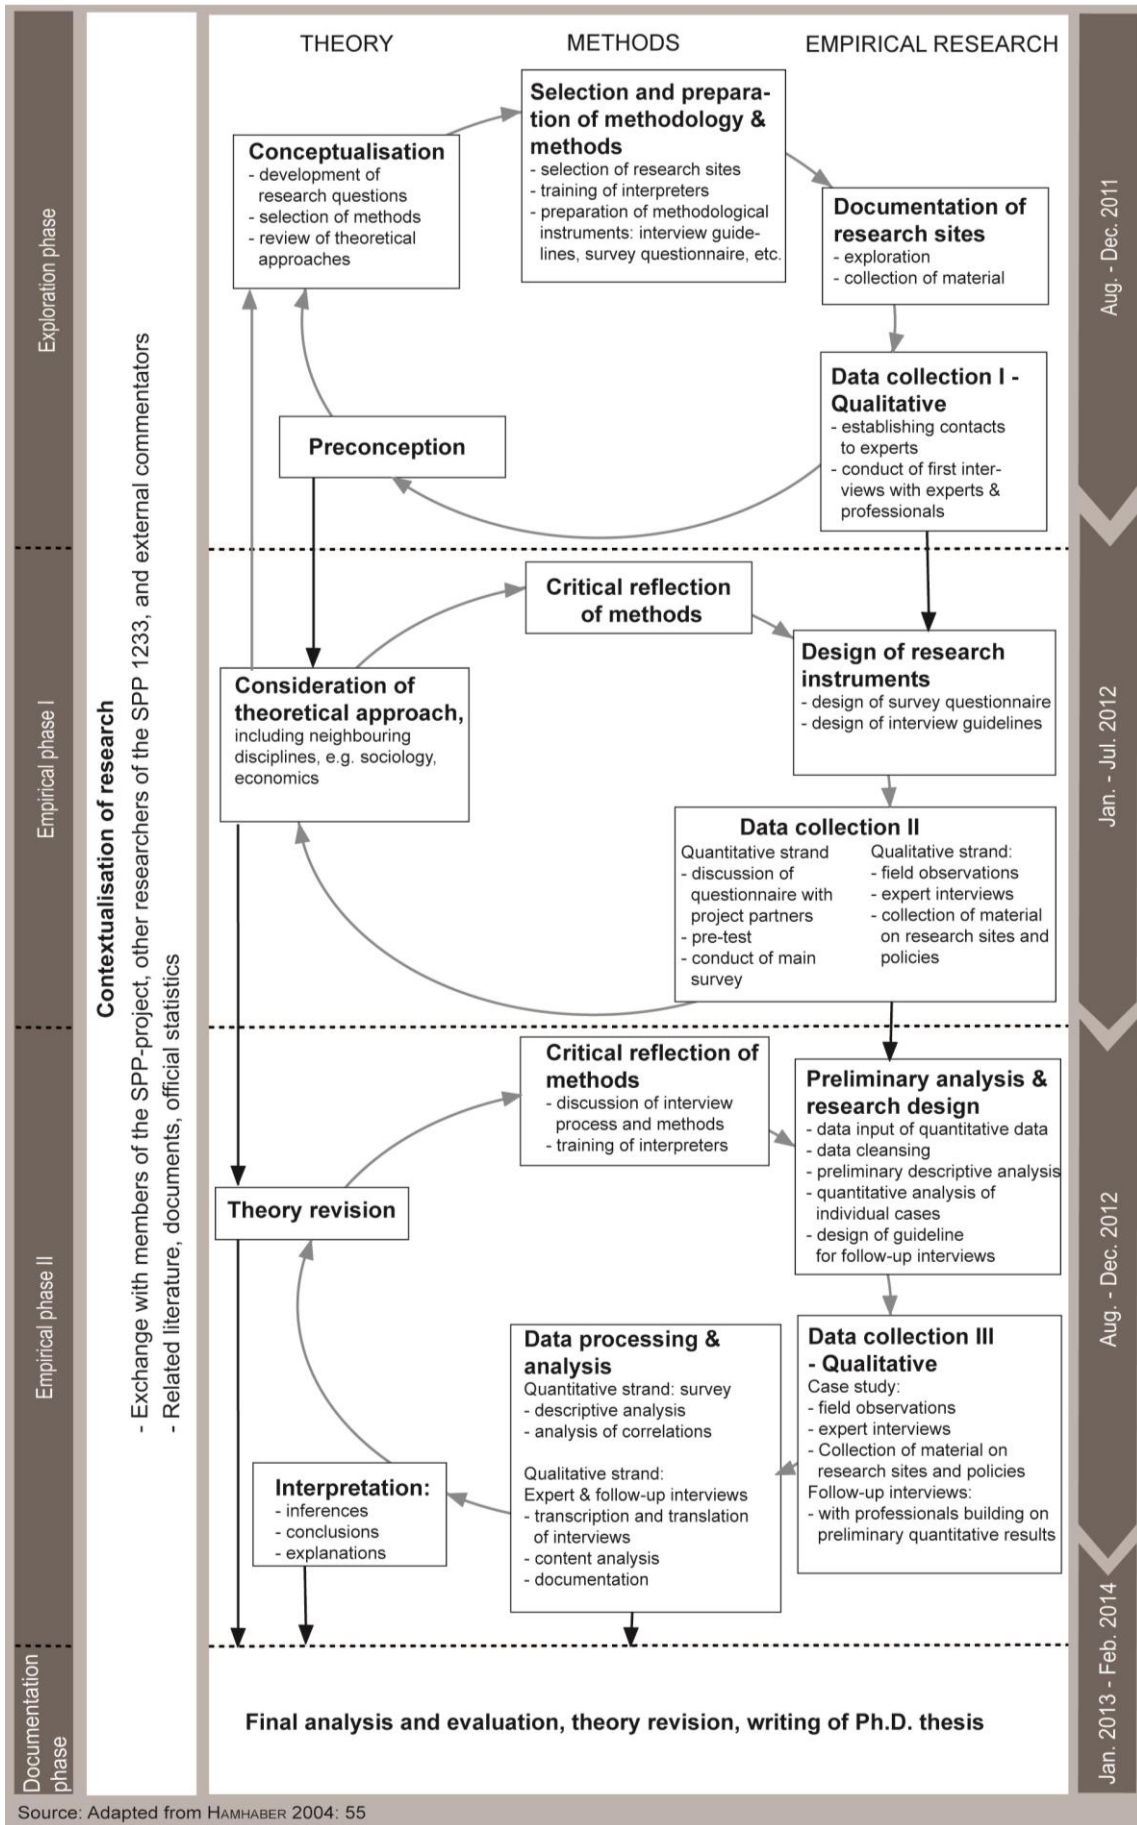 THEORY
METHODS
EMPIRICAL RESEARCH
Exploration phase
Empirical phase I
Empirical phase II
Documentation
phase
Contextualisation of research
- Exchange with members of the SPP-project, other researchers of the SPP 1233, and external commentators
- Related literature, documents, official statistics
Conceptualisation
- development of
research questions
- selection of methods
- review of theoretical
approaches
Selection and prepara-
tion of methodology &
methods
- selection of research sites
- training of interpreters
- preparation of methodological
instruments: interview guide-
lines, survey questionnaire, etc.
Documentation of
research sites
- exploration
- collection of material
Data collection I -
Qualitative
- establishing contacts
to experts
- conduct of first inter-
views with experts &
professionals
Preconception
Critical reflection
of methods
Design of research
instruments
- design of survey questionnaire
- design of interview guidelines
Consideration of
theoretical approach,
including neighbouring
disciplines, e.g. sociology,
economics
Data collection II
Quantitative strand
- discussion of
questionnaire with
project partners
- pre-test
- conduct of main
survey
Qualitative strand:
- field observations
- expert interviews
- collection of material
on research sites and
policies
Critical reflection of
methods
- discussion of interview
process and methods
- training of interpreters
Preliminary analysis &
research design
- data input of quantitative data
- data cleansing
- preliminary descriptive analysis
- quantitative analysis of
individual cases
- design of guideline
for follow-up interviews
Theory revision
Data processing &
analysis
Quantitative strand: survey
- descriptive analysis
- analysis of correlations
Qualitative strand:
Expert & follow-up interviews
- transcription and translation
of interviews
- content analysis
- documentation
Data collection III
- Qualitative
Case study:
- field observations
- expert interviews
- Collection of material on
research sites and policies
Follow-up interviews:
- with professionals building on
preliminary quantitative results
Interpretation:
- inferences
- conclusions
- explanations
Final analysis and evaluation, theory revision, writing of Ph.D. thesis
Aug. - Dec. 2011
Jan. - Jul. 2012
Aug. - Dec. 2012
Jan. 2013 - Feb. 2014
Source: Adapted from HAMHABER 2004: 55